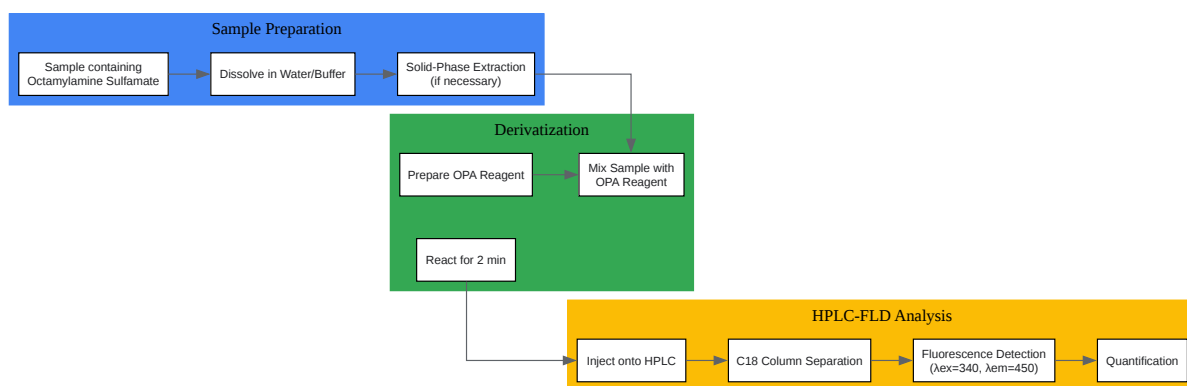 Sample Preparation
Sample containing
Octamylamine Sulfamate
Dissolve in Water/Buffer
Solid-Phase Extraction
(if necessary)
Derivatization
Prepare OPA Reagent
Mix Sample with
OPA Reagent
React for 2 min
HPLC-FLD Analysis
Inject onto HPLC
C18 Column Separation
Fluorescence Detection
(λex=340, λem=450)
Quantification